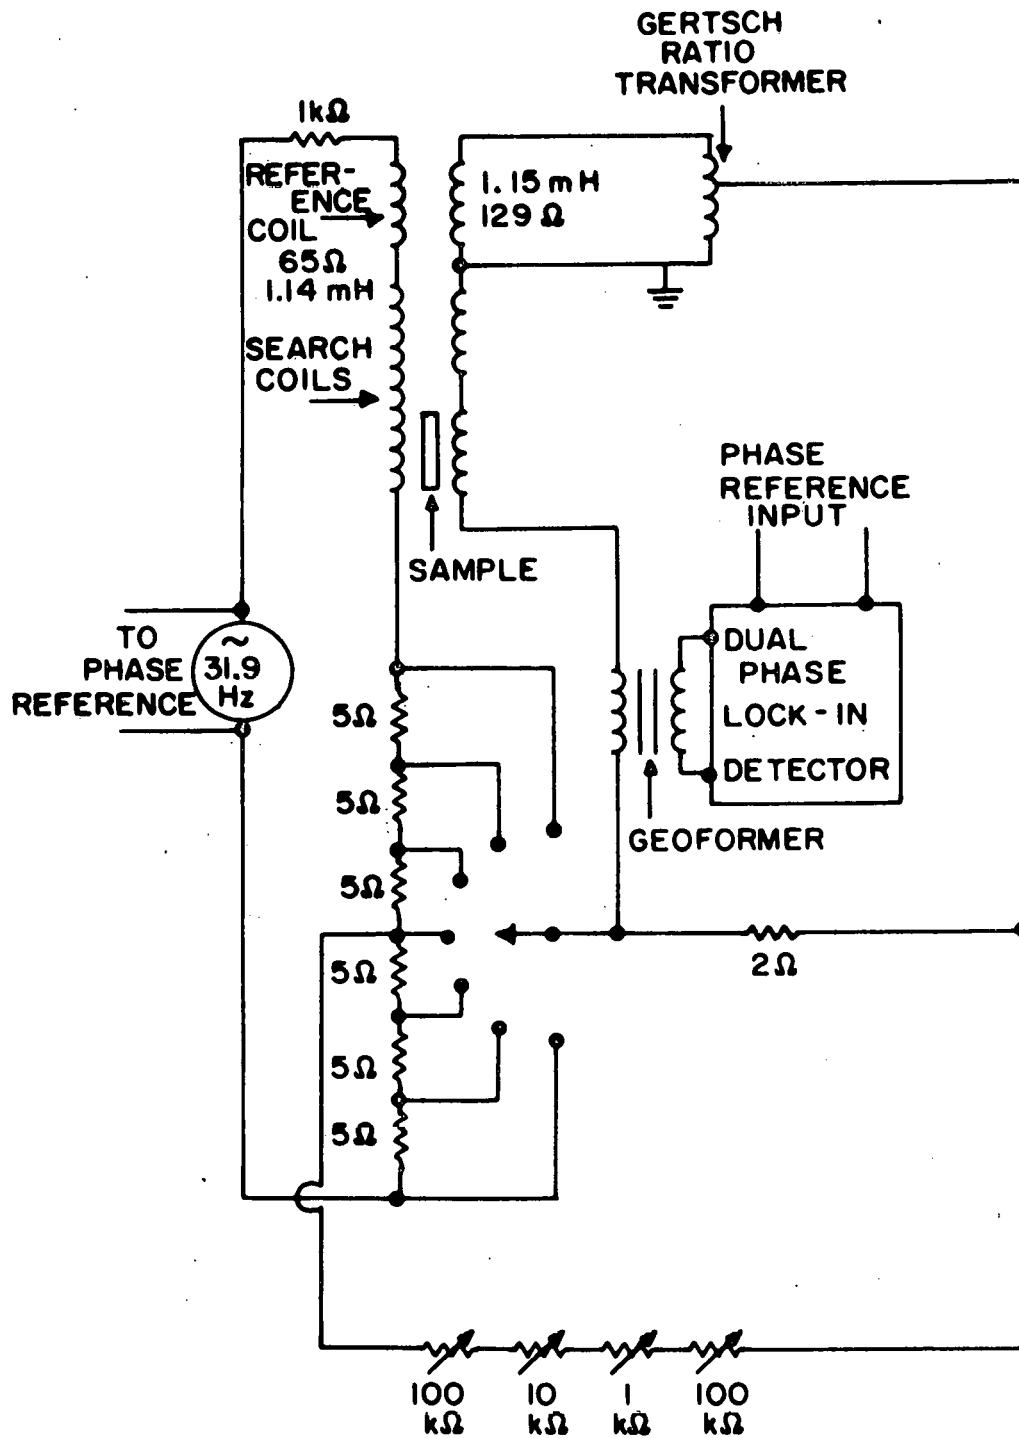 GERTSCH
RATIO
TRANSFORMER
1kΩ
REFER-
ENCE
COIL
65Ω
1.14 mH
1.15 mH
129 Ω
SEARCH
COILS
SAMPLE
PHASE
REFERENCE
INPUT
TO
PHASE
REFERENCE
~
31.9
Hz
DUAL
PHASE
LOCK-IN
DETECTOR
GEOFORMER
5Ω
5Ω
5Ω
5Ω
5Ω
5Ω
2Ω
100
kΩ
10
kΩ
1
kΩ
100
kΩ